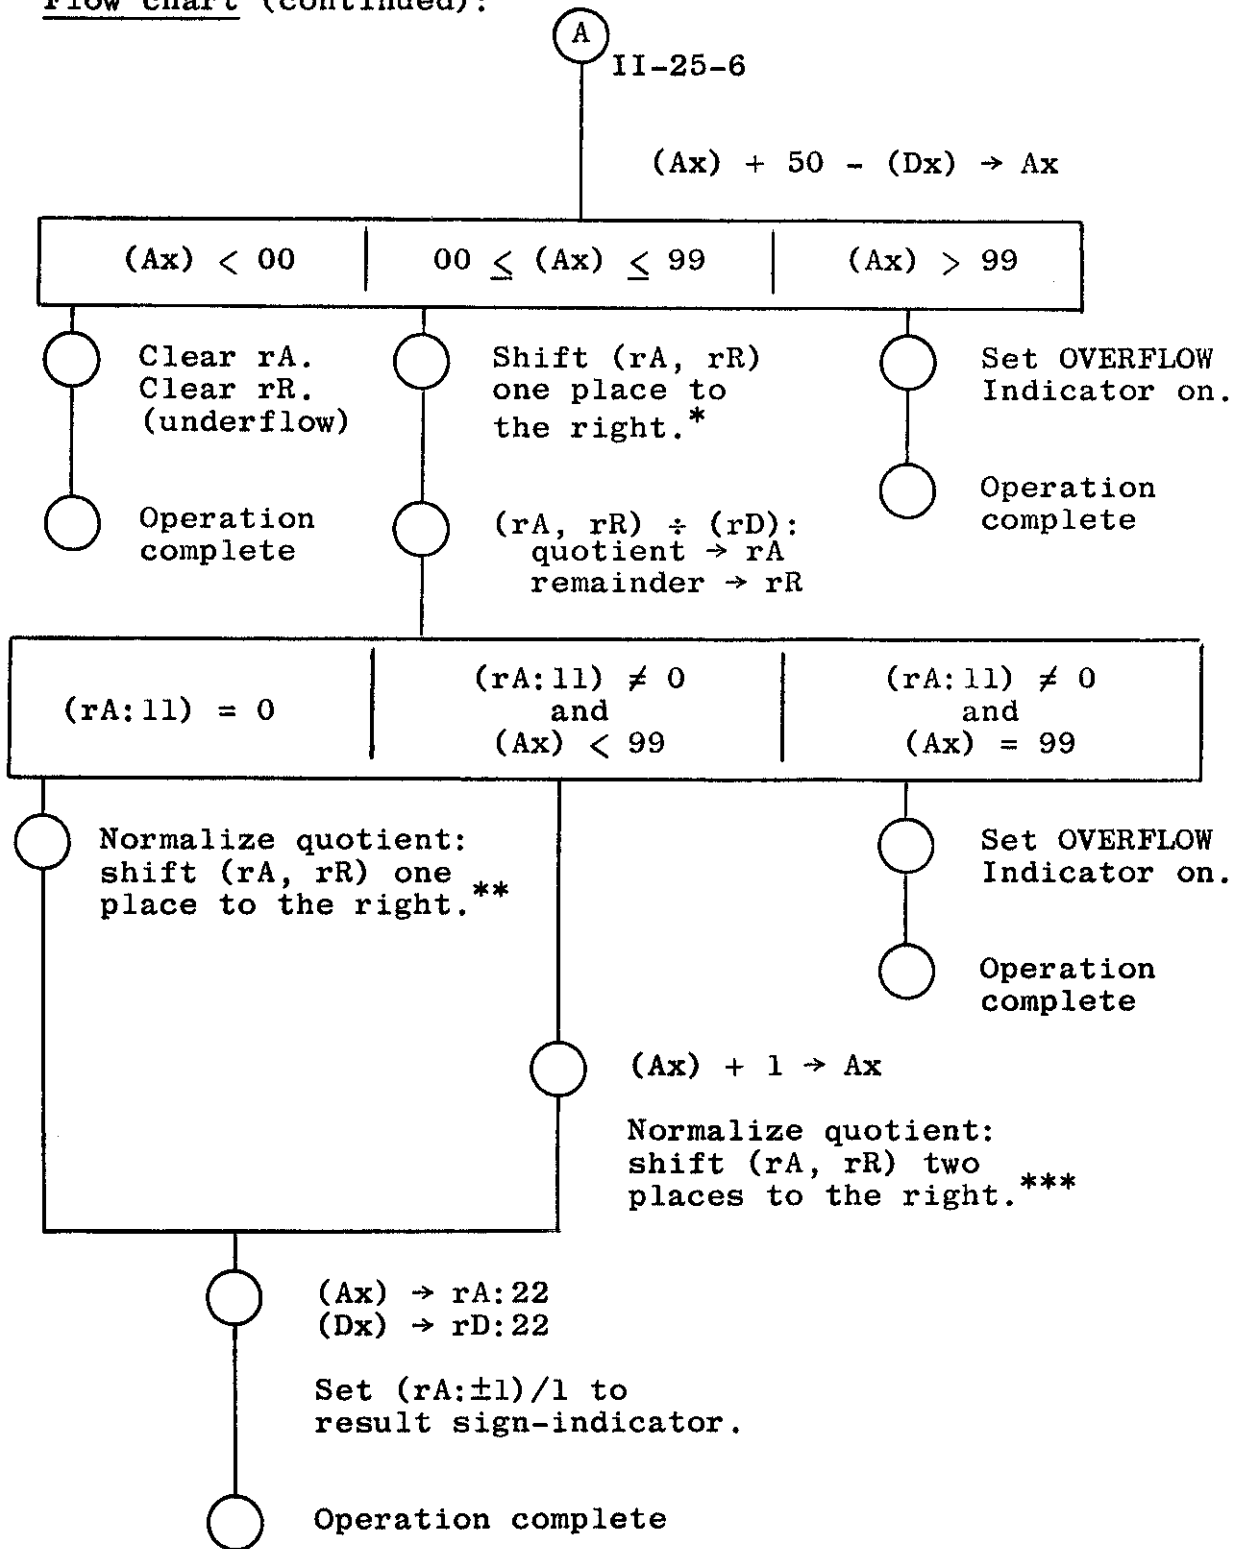 Flow chart (continued):
A
II-25-6
(Ax) + 50 - (Dx) → Ax
(Ax) < 00
00 ≤ (Ax) ≤ 99
(Ax) > 99
Clear rA.
Clear rR.
(underflow)
Shift (rA, rR)
one place to
the right.*
Set OVERFLOW
Indicator on.
Operation
complete
(rA, rR) ÷ (rD):
quotient → rA
remainder → rR
Operation
complete
(rA:11) = 0
(rA:11) ≠ 0
and
(Ax) < 99
(rA:11) ≠ 0
and
(Ax) = 99
Normalize quotient:
shift (rA, rR) one
place to the right.**
Set OVERFLOW
Indicator on.
Operation
complete
(Ax) + 1 → Ax
Normalize quotient:
shift (rA, rR) two
places to the right.***
(Ax) → rA:22
(Dx) → rD:22
Set (rA:±1)/1 to
result sign-indicator.
Operation complete